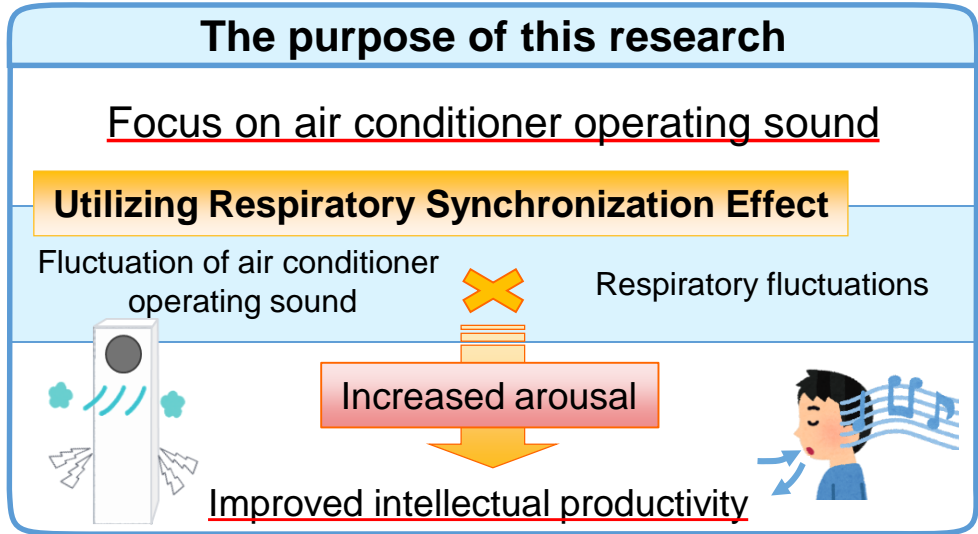 The purpose of this research
Focus on air conditioner operating sound
Utilizing Respiratory Synchronization Effect
Fluctuation of air conditioner
operating sound
Respiratory fluctuations
Increased arousal
Improved intellectual productivity